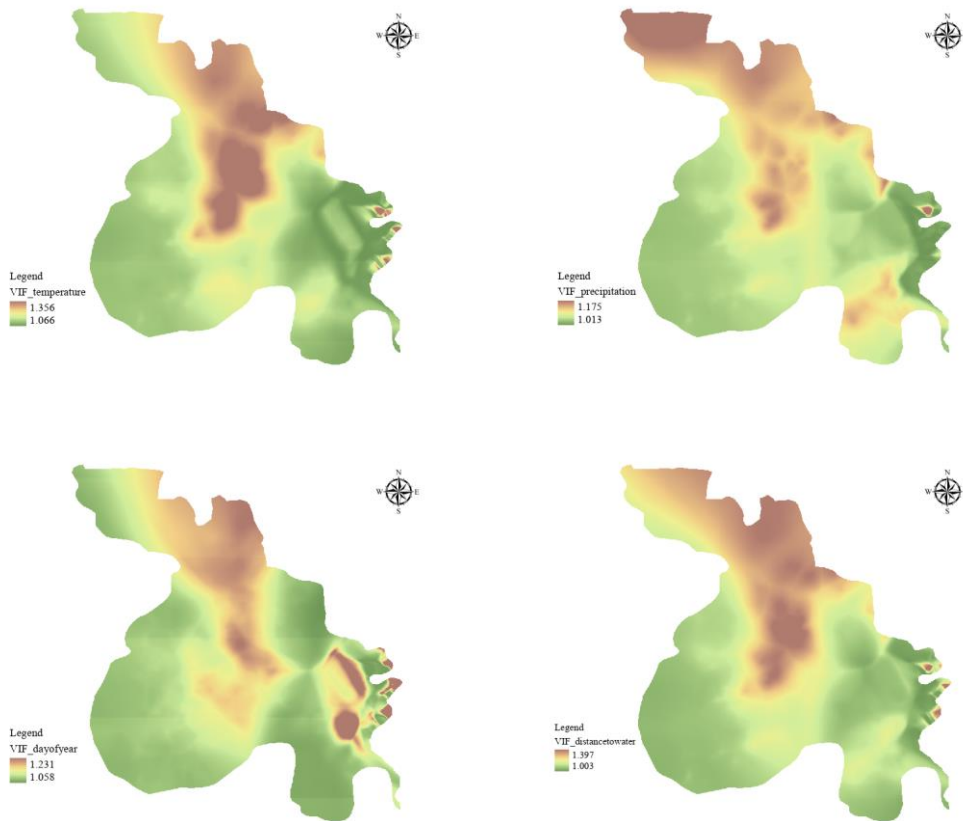 N
W E
S
Legend
VIF_temperature
1.356
1.066
N
W E
S
Legend
VIF_precipitation
1.175
1.013
N
W E
S
Legend
VIF_dayofyear
1.231
1.058
N
W E
S
Legend
VIF_distancetowater
1.397
1.003